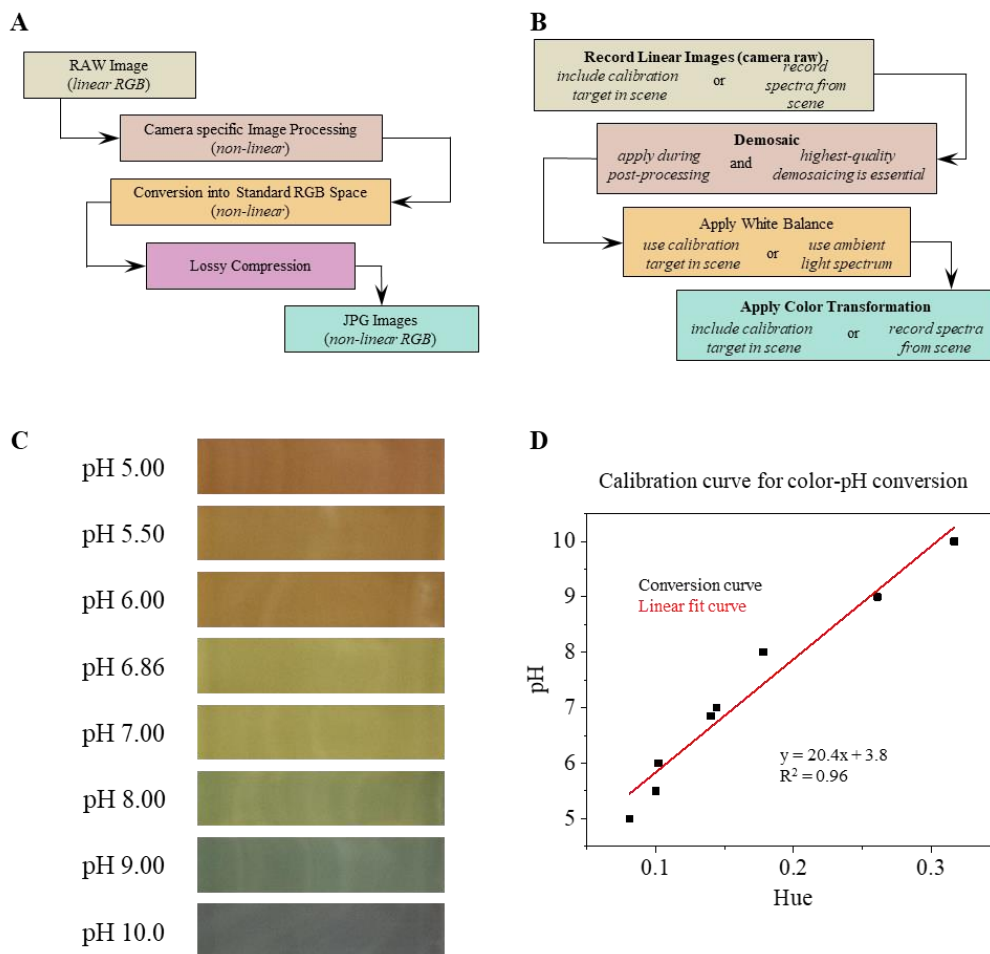 A
RAW Image
(linear RGB)
Camera specific Image Processing
(non-linear)
Conversion into Standard RGB Space
(non-linear)
Lossy Compression
JPG Images
(non-linear RGB)
B
Record Linear Images (camera raw)
include calibration
target in scene
or
record
spectra from
scene
Demosaic
apply during
post-processing
and
highest-quality
demosaicing is essential
Apply White Balance
use calibration
target in scene
or
use ambient
light spectrum
Apply Color Transformation
include calibration
target in scene
or
record spectra
from scene
C
pH 5.00
pH 5.50
pH 6.00
pH 6.86
pH 7.00
pH 8.00
pH 9.00
pH 10.0
D
Calibration curve for color-pH conversion
Conversion curve
Linear fit curve
y = 20.4x + 3.8
R² = 0.96
pH
10
9
8
7
6
5
0.1
0.2
0.3
Hue